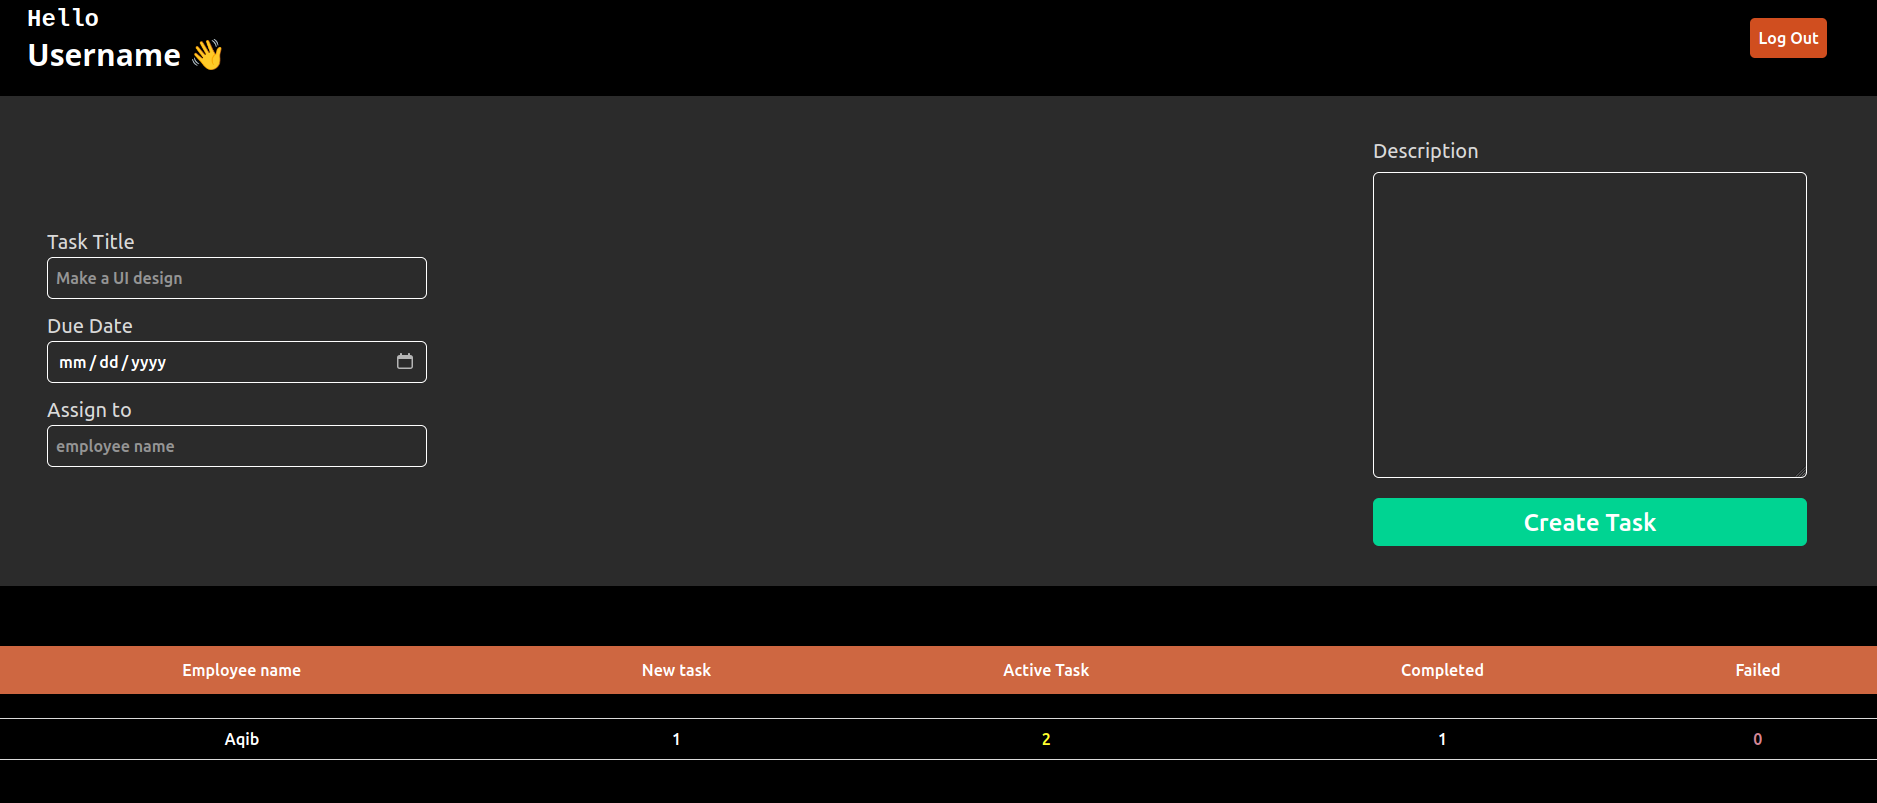 Hello
Username 👋
Log Out
Task Title
Make a UI design
Due Date
mm/dd/yyyy
Assign to
employee name
Description
Create Task
Employee name New task Active Task Completed Failed
Aqib 1 2 1 0